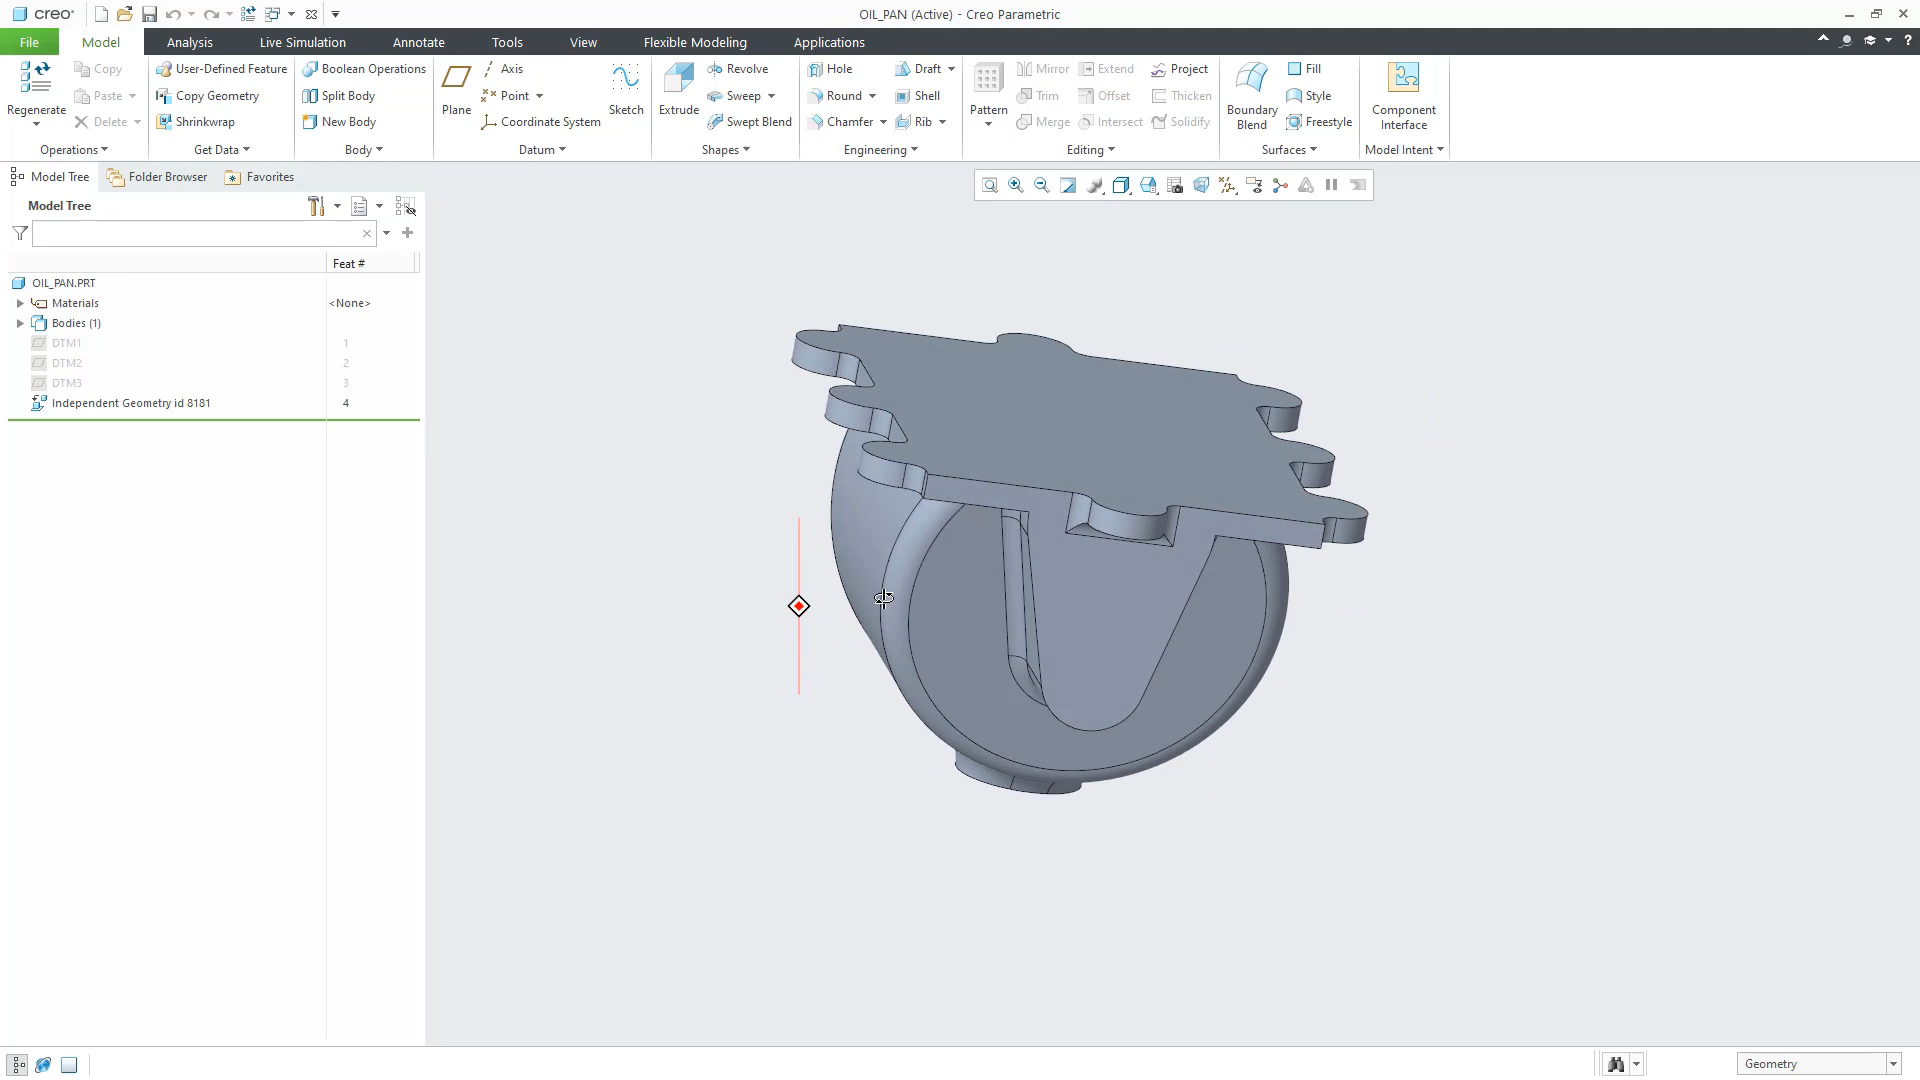 creo
OIL_PAN (Active) - Creo Parametric
File Model Analysis Live Simulation Annotate Tools View Flexible Modeling Applications
Regenerate
Copy
Paste
Delete
Operations
User-Defined Feature
Copy Geometry
Shrinkwrap
Get Data
Boolean Operations
Split Body
New Body
Body
Plane
Axis
Point
Coordinate System
Sketch
Datum
Extrude
Revolve
Sweep
Swept Blend
Shapes
Hole
Round
Chamfer
Draft
Shell
Rib
Engineering
Pattern
Mirror
Trim
Merge
Extend
Offset
Intersect
Project
Thicken
Solidify
Editing
Boundary
Blend
Fill
Style
Freestyle
Surfaces
Component
Interface
Model Intent
Model Tree Folder Browser Favorites
Model Tree
Feat #
OIL_PAN.PRT
Materials <None>
Bodies (1)
DTM1 1
DTM2 2
DTM3 3
Independent Geometry id 8181 4
Geometry